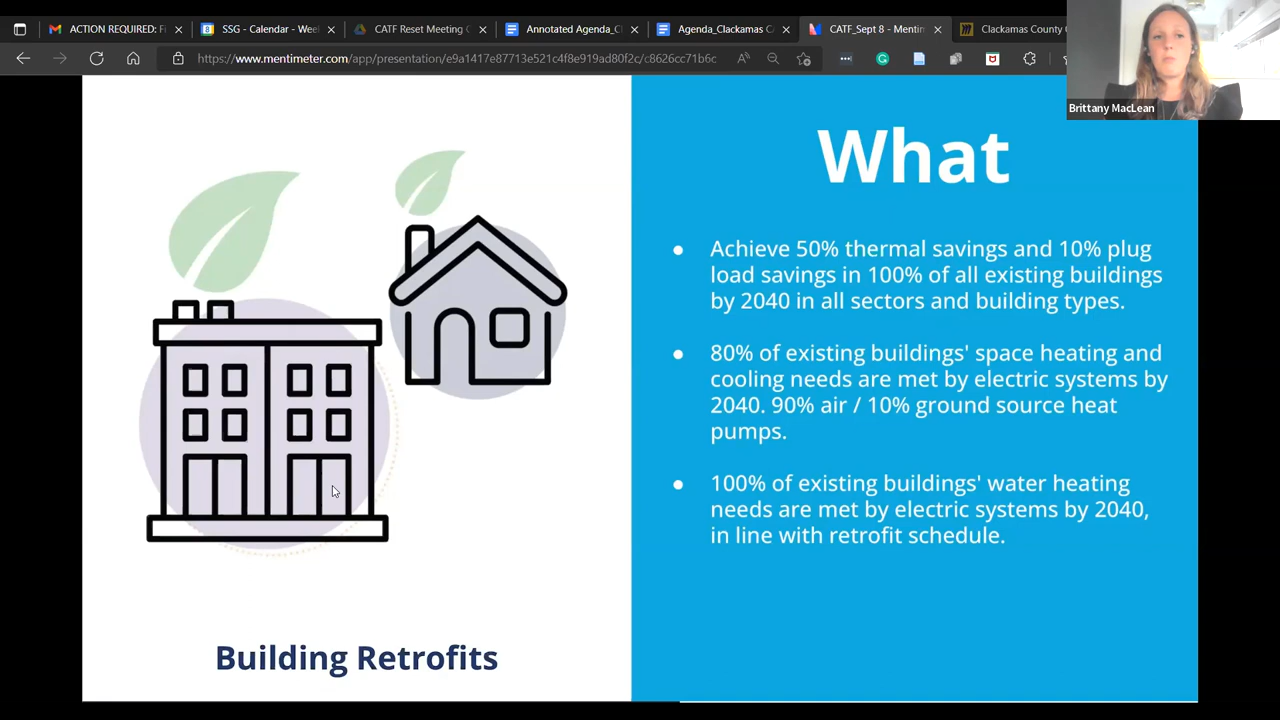 ACTION REQUIRED: Fi
SSG - Calendar - Wee
CATF Reset Meeting
Annotated Agenda_C
Agenda_Clackamas C
CATF_Sept 8 - Mentim
Clackamas County
https://www.mentimeter.com/app/presentation/e9a1417e87713e521c4f8e919ad80f2c/c8626cc71b6c
Brittany MacLean
What
● Achieve 50% thermal savings and 10% plug
load savings in 100% of all existing buildings
by 2040 in all sectors and building types.
● 80% of existing buildings' space heating and
cooling needs are met by electric systems by
2040. 90% air / 10% ground source heat
pumps.
● 100% of existing buildings' water heating
needs are met by electric systems by 2040,
in line with retrofit schedule.
Building Retrofits